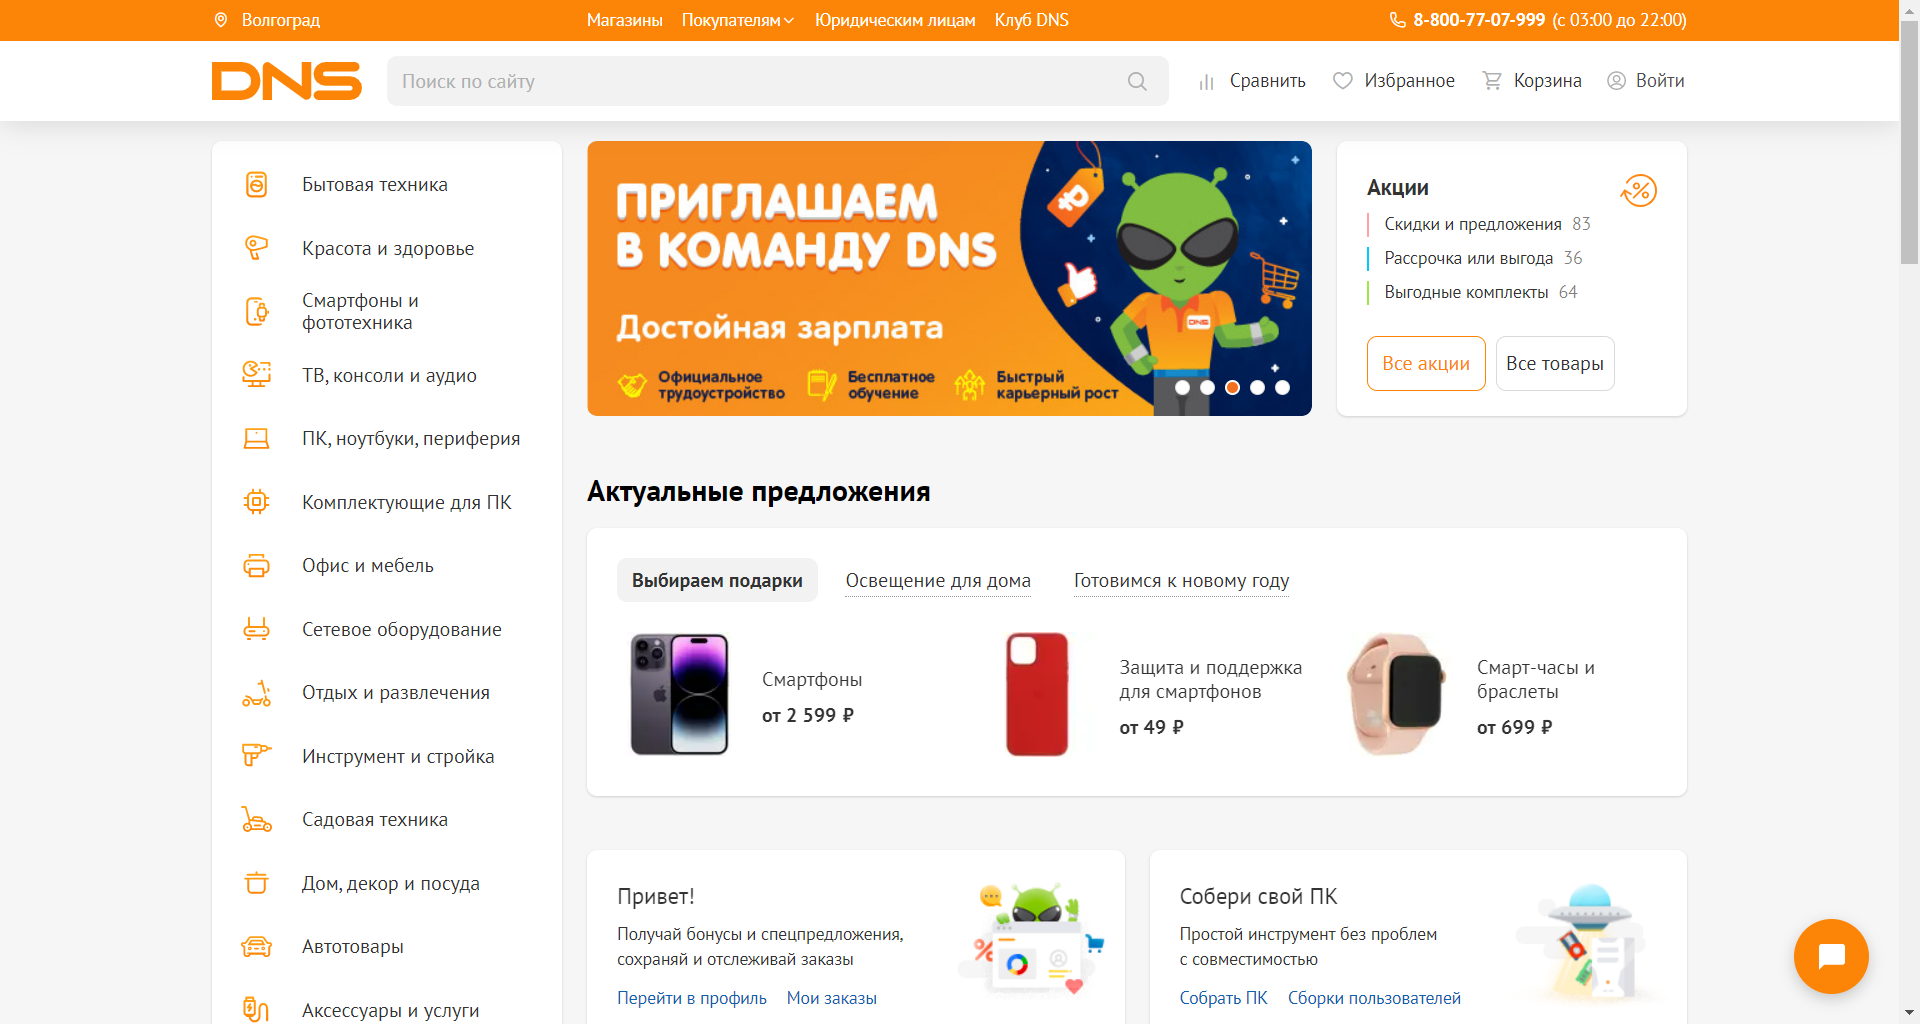 Волгоград
Магазины Покупателям Юридическим лицам Клуб DNS
8-800-77-07-999 (с 03:00 до 22:00)
DNS
Поиск по сайту
Сравнить Избранное Корзина Войти
Бытовая техника
Красота и здоровье
Смартфоны и
фототехника
ТВ, консоли и аудио
ПК, ноутбуки, периферия
Комплектующие для ПК
Офис и мебель
Сетевое оборудование
Отдых и развлечения
Инструмент и стройка
Садовая техника
Дом, декор и посуда
Автотовары
Аксессуары и услуги
ПРИГЛАШАЕМ
В КОМАНДУ DNS
Достойная зарплата
Официальное
трудоустройство
Бесплатное
обучение
Быстрый
карьерный рост
₽
DNS
Акции
Скидки и предложения 83
Рассрочка или выгода 36
Выгодные комплекты 64
Все акции Все товары
Актуальные предложения
Выбираем подарки Освещение для дома Готовимся к новому году
Смартфоны
от 2 599 ₽
Защита и поддержка
для смартфонов
от 49 ₽
Смарт-часы и
браслеты
от 699 ₽
Привет!
Получай бонусы и спецпредложения,
сохраняй и отслеживай заказы
Перейти в профиль Мои заказы
Собери свой ПК
Простой инструмент без проблем
с совместимостью
Собрать ПК Сборки пользователей